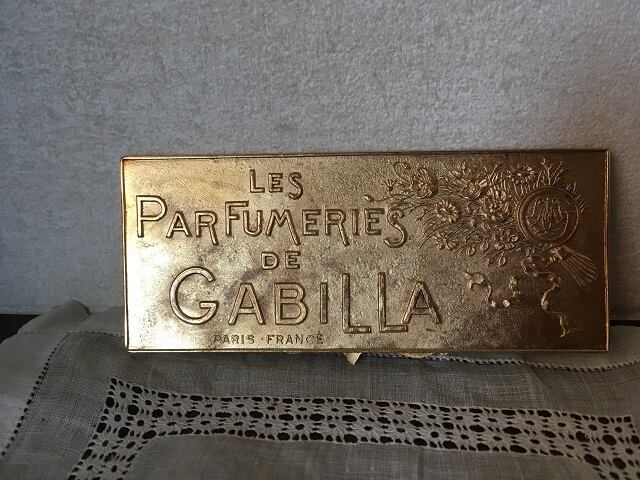 LES
PARFUMERIES
DE
GABILLA
PARIS-FRANCE